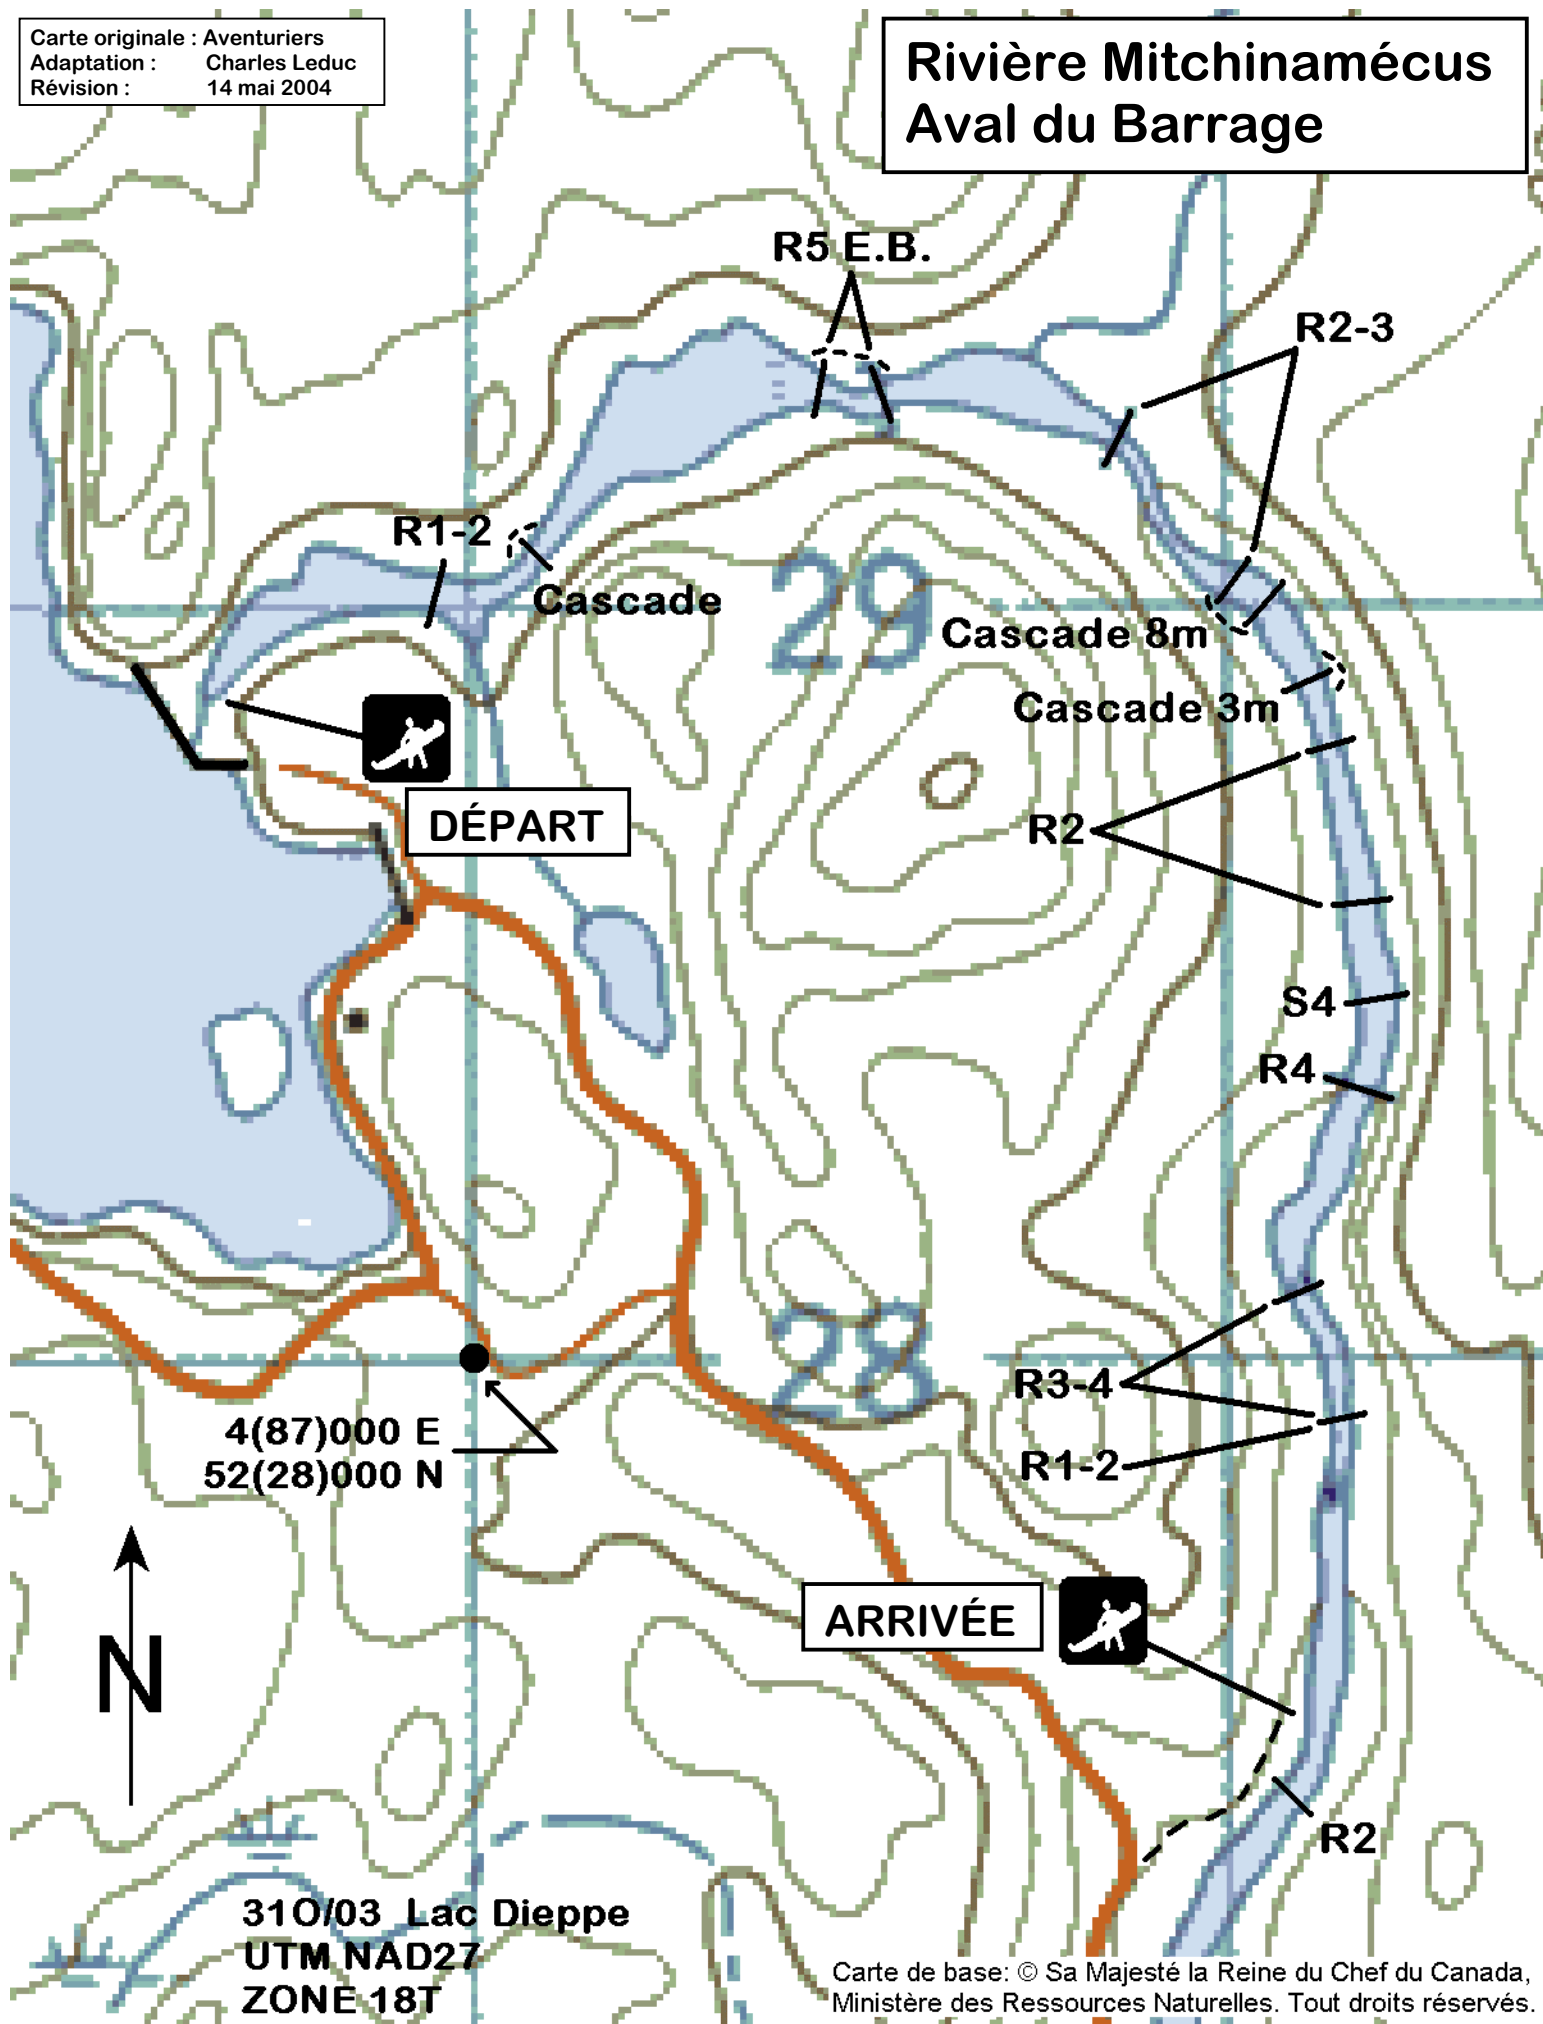 Carte originale : Aventuriers
Adaptation : Charles Leduc
Révision : 14 mai 2004
Rivière Mitchinamécus
Aval du Barrage
R5 E.B.
R2-3
R1-2
Cascade
29
Cascade 8m
Cascade 3m
DÉPART
R2
S4
R4
28
R3-4
4(87)000 E
52(28)000 N
R1-2
ARRIVÉE
N
R2
31O/03 Lac Dieppe
UTM NAD27
ZONE 18T
Carte de base: © Sa Majesté la Reine du Chef du Canada,
Ministère des Ressources Naturelles. Tout droits réservés.